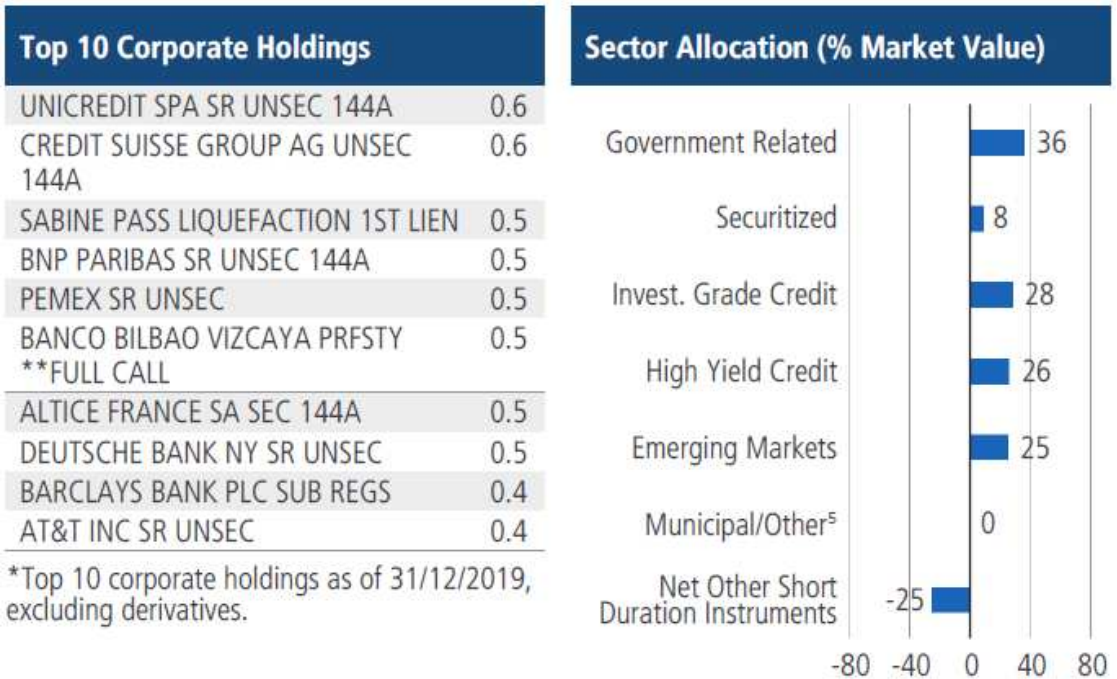 Top 10 Corporate Holdings
UNICREDIT SPA SR UNSEC 144A 0.6
CREDIT SUISSE GROUP AG UNSEC 0.6
144A
SABINE PASS LIQUEFACTION 1ST LIEN 0.5
BNP PARIBAS SR UNSEC 144A 0.5
PEMEX SR UNSEC 0.5
BANCO BILBAO VIZCAYA PRFSTY 0.5
**FULL CALL
ALTICE FRANCE SA SEC 144A 0.5
DEUTSCHE BANK NY SR UNSEC 0.5
BARCLAYS BANK PLC SUB REGS 0.4
AT&T INC SR UNSEC 0.4
*Top 10 corporate holdings as of 31/12/2019,
excluding derivatives.
Sector Allocation (% Market Value)
Government Related 36
Securitized 8
Invest. Grade Credit 28
High Yield Credit 26
Emerging Markets 25
Municipal/Other⁵ 0
Net Other Short
Duration Instruments -25
-80 -40 0 40 80